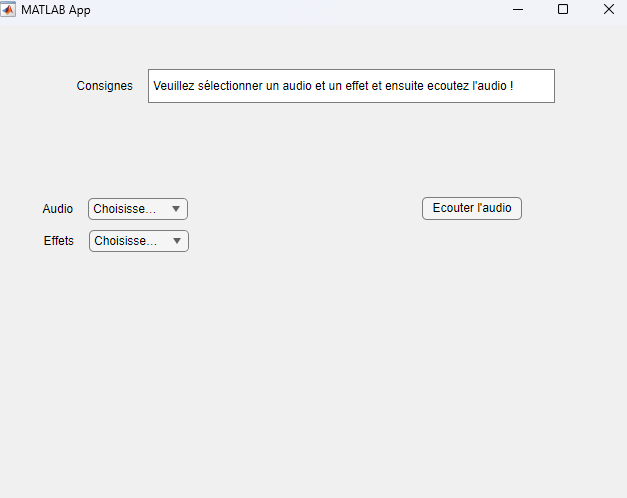 MATLAB App
Consignes Veuillez sélectionner un audio et un effet et ensuite ecoutez l'audio !
Audio Choisisse... Ecouter l'audio
Effets Choisisse...